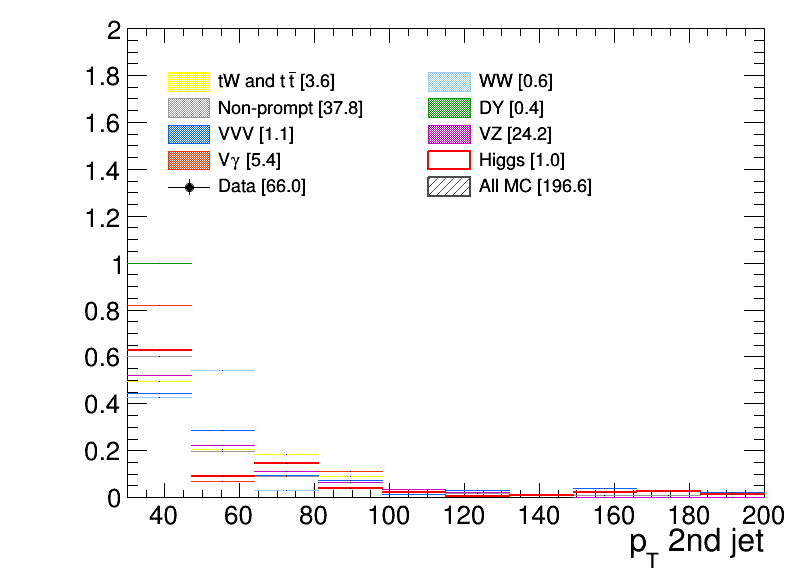 2
1.8
1.6
1.4
1.2
1
0.8
0.6
0.4
0.2
0
tW and t t̄ [3.6]
Non-prompt [37.8]
VVV [1.1]
Vγ [5.4]
Data [66.0]
WW [0.6]
DY [0.4]
VZ [24.2]
Higgs [1.0]
All MC [196.6]
40 60 80 100 120 140 160 180 200
p_T 2nd jet